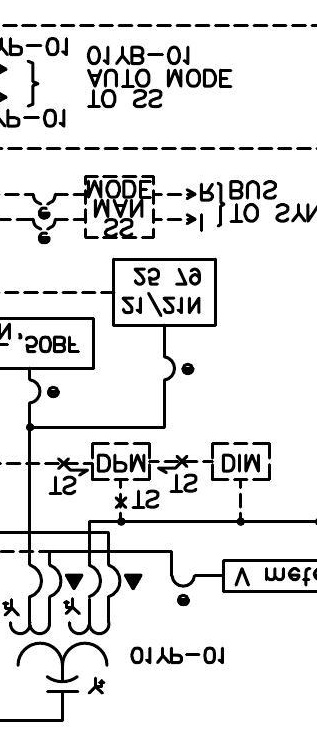 Y
01YP-01
Y Y
V mete
TS
TS DPM TS DIM
N, 50BF
21/21N
25 79
SS
MAN
MODE
I
R
TO SYN
BUS
YP-01
TO SS
AUTO MODE
01YB-01
YP-01